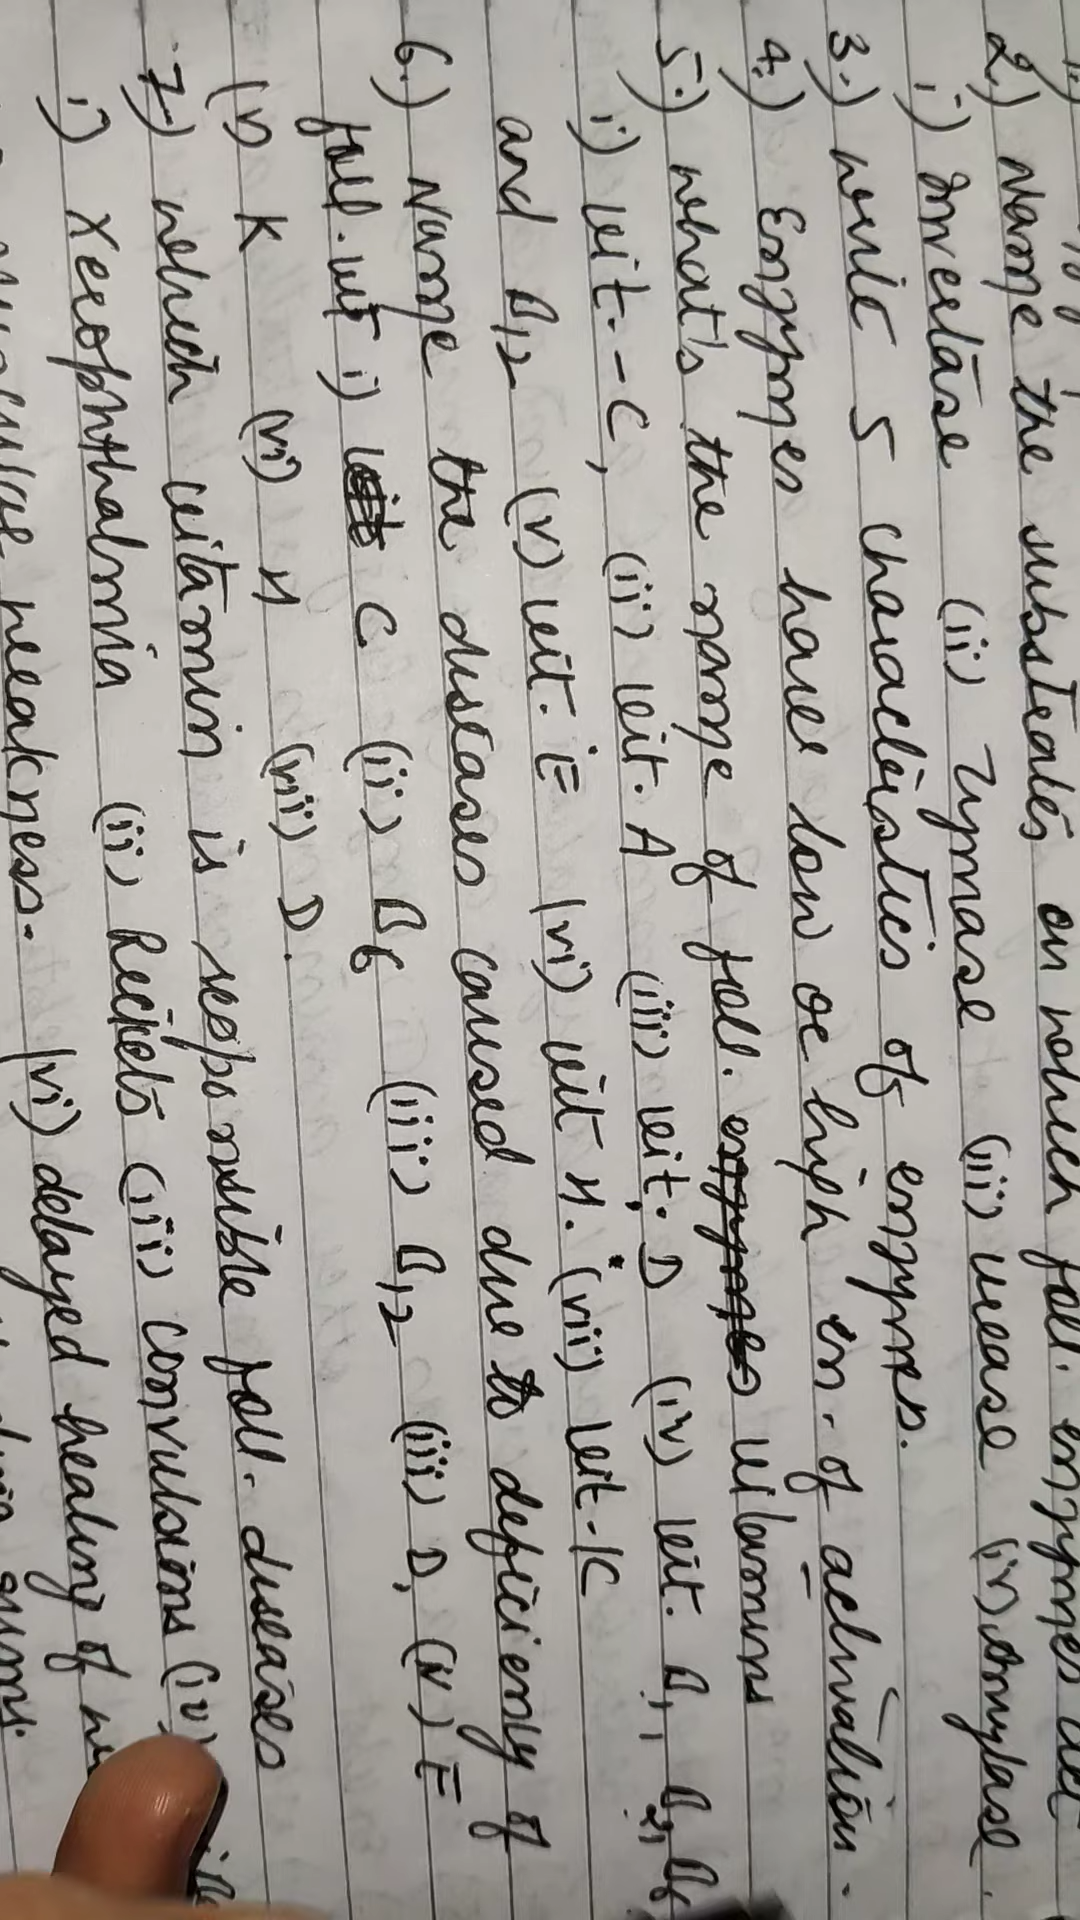 2.) Name the substrates on which foll. enzymes act
i) Invertase (ii) Zymase (iii) urease (iv) Amylase.
3.) write 5 characteristics of enzymes.
4.) Enzymes have low or high en. of activation.
5.) what's the name of foll. vitamins
i) vit. - C, (ii) vit. A (iii) vit. D (iv) vit. B1, B2, B6
and B12 (v) vit. E (vi) vit H. (vii) vit-K
6.) Name the diseases caused due to deficiency of
foll. vit i) C (ii) B6 (iii) B12 (iii) D, (iv) E
(v) K (vi) H (vii) D.
7) which vitamin is responsible foll. diseases
i) Xerophthalmia (ii) Rickets (iii) convulsions (iv)
muscular weakness. (vi) delayed healing of